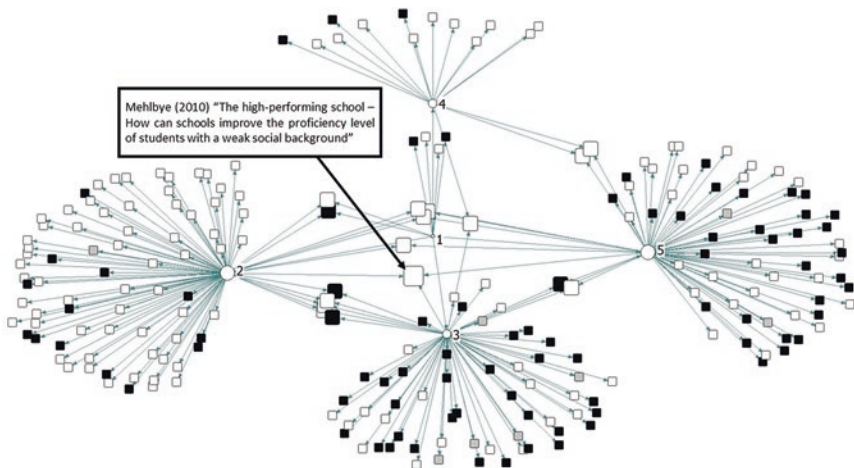 4
Mehlbye (2010) “The high-performing school –
How can schools improve the proficiency level
of students with a weak social background”
1
5
2
3